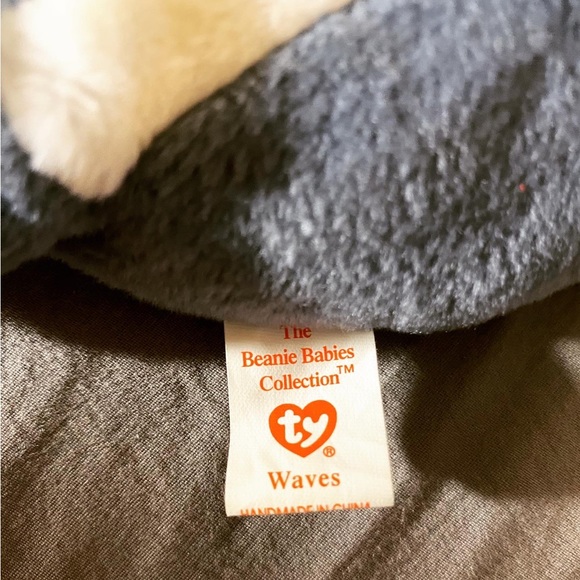 The
Beanie Babies
Collection™
ty®
Waves
HANDMADE IN CHINA